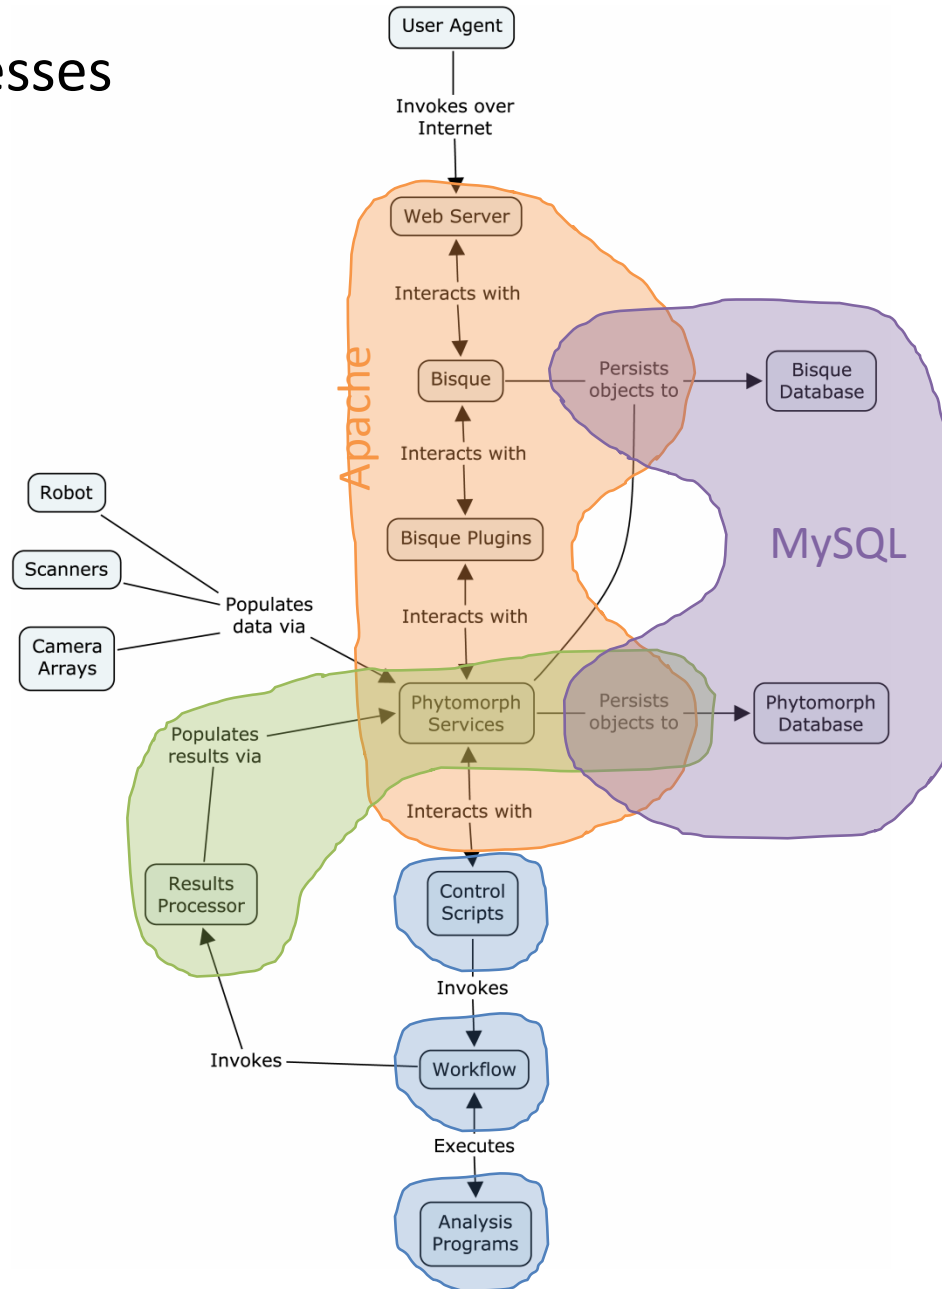 User Agent
esses
Invokes over
Internet
Web Server
Interacts with
Apache
Bisque
Persists
objects to
Bisque
Database
Interacts with
Robot
Bisque Plugins
MySQL
Scanners
Populates
data via
Interacts with
Camera
Arrays
Phytomorph
Services
Persists
objects to
Phytomorph
Database
Populates
results via
Interacts with
Results
Processor
Control
Scripts
Invokes
Invokes
Workflow
Executes
Analysis
Programs